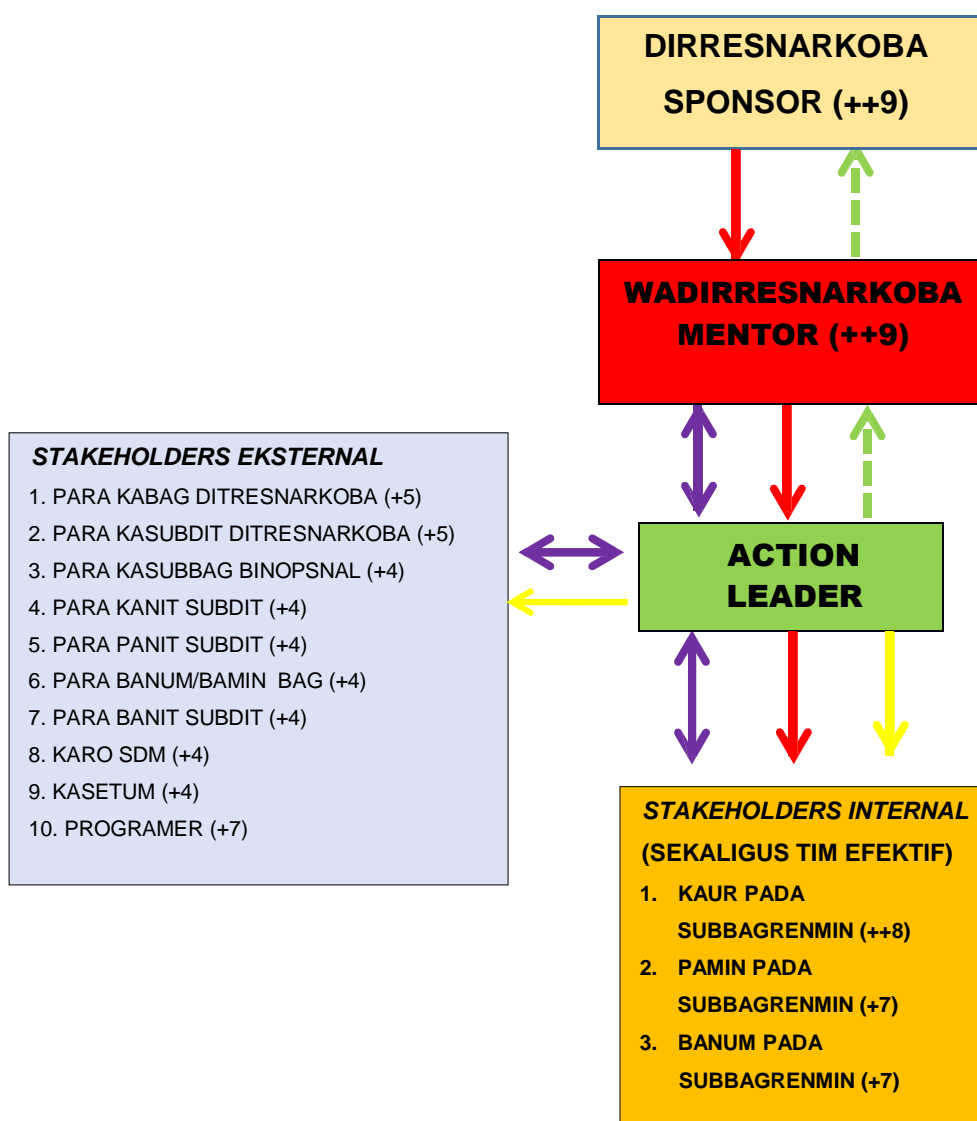 DIRRESNARKOBA
SPONSOR (++9)
WADIRRESNARKOBA
MENTOR (++9)
STAKEHOLDERS EKSTERNAL
1. PARA KABAG DITRESNARKOBA (+5)
2. PARA KASUBDIT DITRESNARKOBA (+5)
3. PARA KASUBBAG BINOPSNAL (+4)
4. PARA KANIT SUBDIT (+4)
5. PARA PANIT SUBDIT (+4)
6. PARA BANUM/BAMIN BAG (+4)
7. PARA BANIT SUBDIT (+4)
8. KARO SDM (+4)
9. KASETUM (+4)
10. PROGRAMER (+7)
ACTION
LEADER
STAKEHOLDERS INTERNAL
(SEKALIGUS TIM EFEKTIF)
1. KAUR PADA
SUBBAGRENMIN (++8)
2. PAMIN PADA
SUBBAGRENMIN (+7)
3. BANUM PADA
SUBBAGRENMIN (+7)